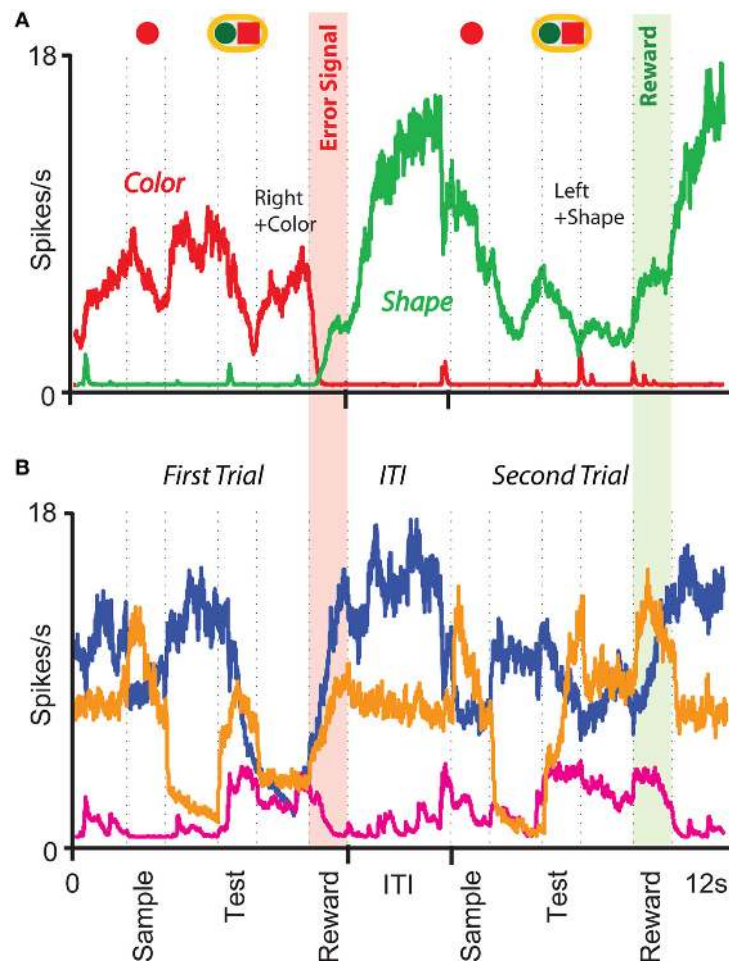 A
18
Spikes/s
0
Color
Right
+Color
Error Signal
Shape
Left
+Shape
Reward
B
First Trial
ITI
Second Trial
18
Spikes/s
0
0
Sample
Test
Reward
ITI
Sample
Test
Reward
12s